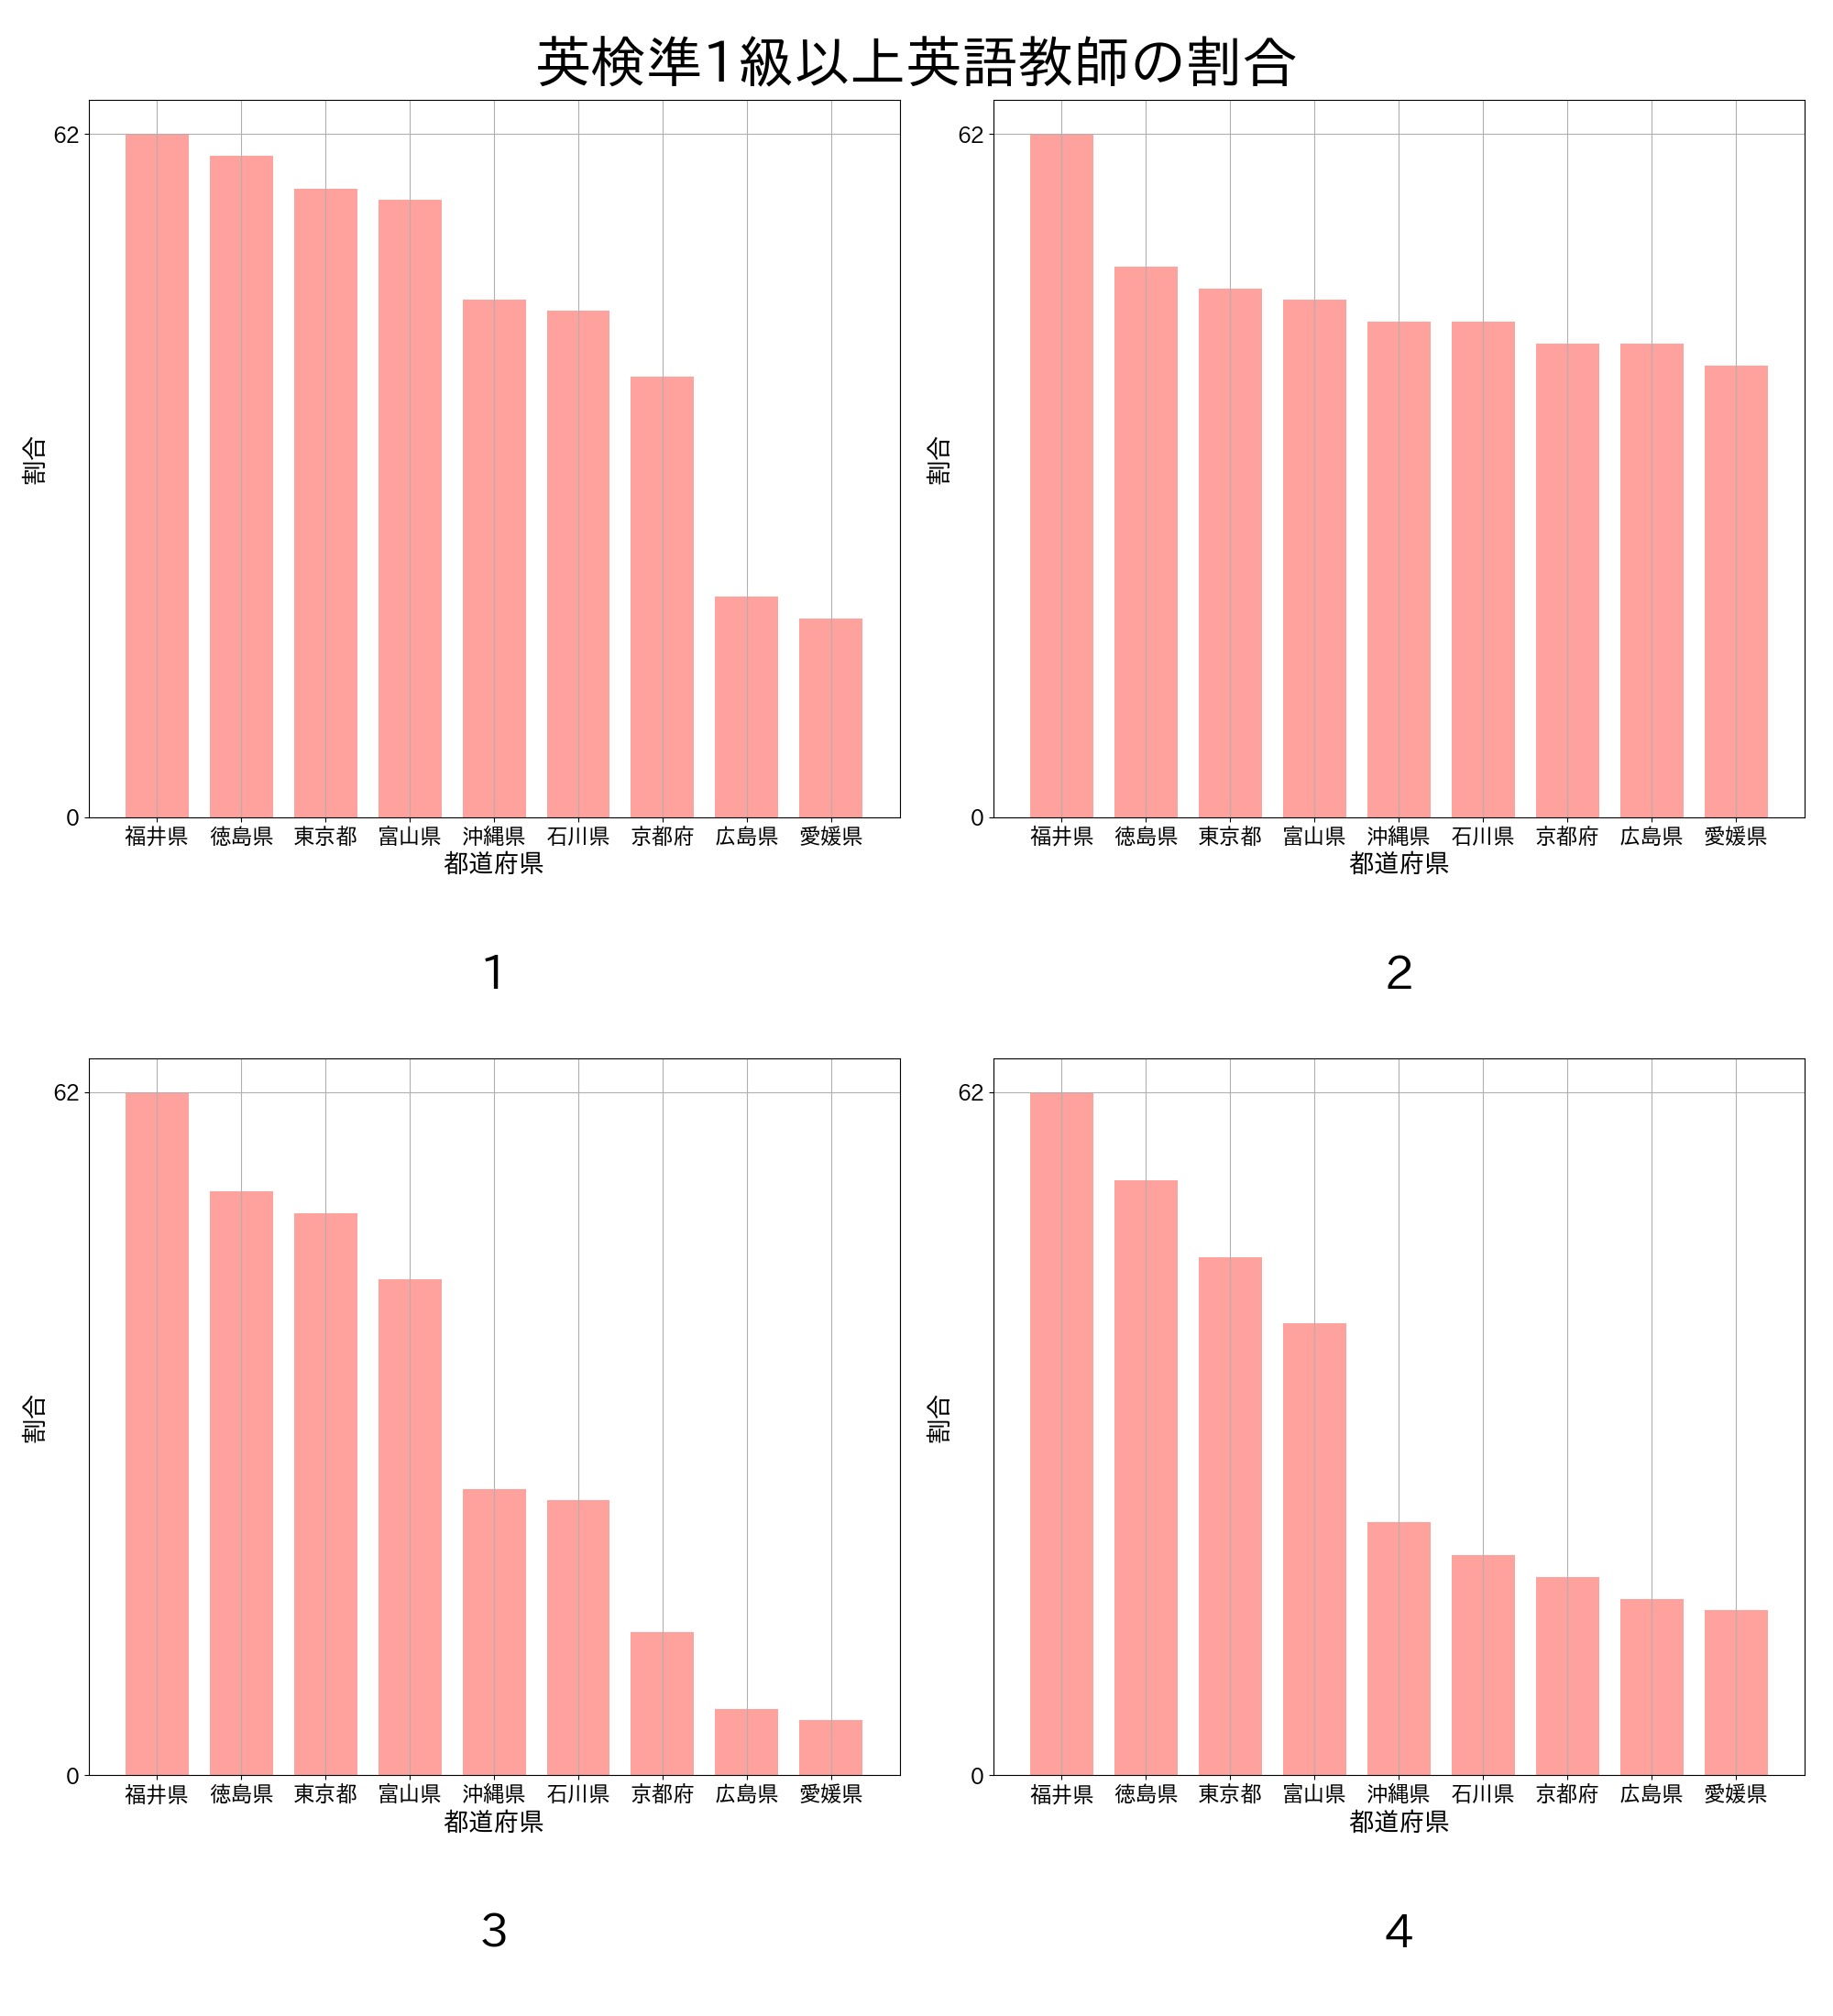 英検準1級以上英語教師の割合
62
0
割合
福井県 徳島県 東京都 富山県 沖縄県 石川県 京都府 広島県 愛媛県
都道府県
1
62
0
割合
福井県 徳島県 東京都 富山県 沖縄県 石川県 京都府 広島県 愛媛県
都道府県
2
62
0
割合
福井県 徳島県 東京都 富山県 沖縄県 石川県 京都府 広島県 愛媛県
都道府県
3
62
0
割合
福井県 徳島県 東京都 富山県 沖縄県 石川県 京都府 広島県 愛媛県
都道府県
4